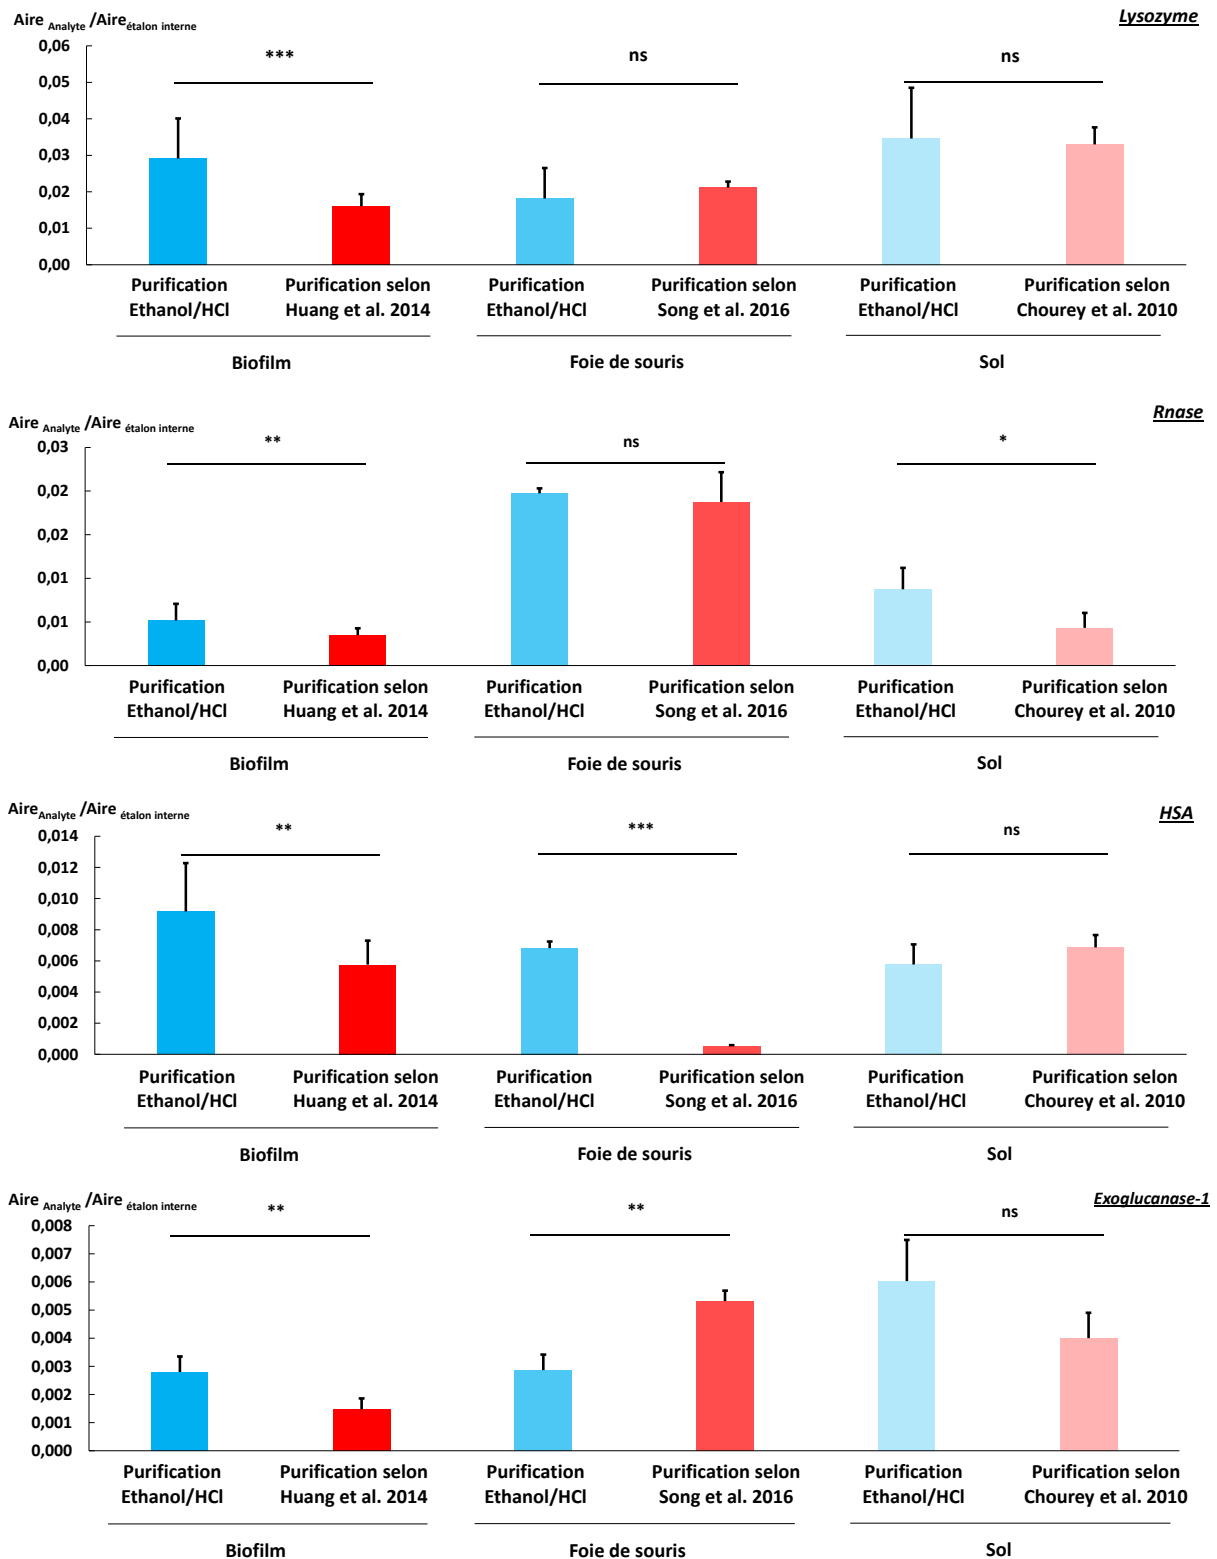 Aire Analyte /Aire étalon interne
Lysozyme
*** ns ns
0,06
0,05
0,04
0,03
0,02
0,01
0,00
Purification Purification selon Purification Purification selon Purification Purification selon
Ethanol/HCl Huang et al. 2014 Ethanol/HCl Song et al. 2016 Ethanol/HCl Chourey et al. 2010
Biofilm Foie de souris Sol
Aire Analyte /Aire étalon interne
Rnase
** ns *
0,03
0,02
0,02
0,01
0,01
0,00
Purification Purification selon Purification Purification selon Purification Purification selon
Ethanol/HCl Huang et al. 2014 Ethanol/HCl Song et al. 2016 Ethanol/HCl Chourey et al. 2010
Biofilm Foie de souris Sol
Aire Analyte /Aire étalon interne
HSA
** *** ns
0,014
0,012
0,010
0,008
0,006
0,004
0,002
0,000
Purification Purification selon Purification Purification selon Purification Purification selon
Ethanol/HCl Huang et al. 2014 Ethanol/HCl Song et al. 2016 Ethanol/HCl Chourey et al. 2010
Biofilm Foie de souris Sol
Aire Analyte /Aire étalon interne
Exoglucanase-1
** ** ns
0,008
0,007
0,006
0,005
0,004
0,003
0,002
0,001
0,000
Purification Purification selon Purification Purification selon Purification Purification selon
Ethanol/HCl Huang et al. 2014 Ethanol/HCl Song et al. 2016 Ethanol/HCl Chourey et al. 2010
Biofilm Foie de souris Sol